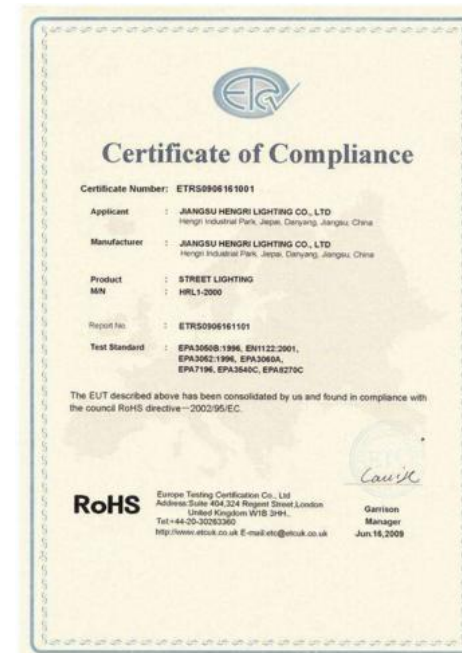 ETC
Certificate of Compliance
Certificate Number: ETRS0906161001
Applicant : JIANGSU HENGRI LIGHTING CO., LTD
Hengri Industrial Park, Jiepai, Danyang, Jiangsu, China
Manufacturer : JIANGSU HENGRI LIGHTING CO., LTD
Hengri Industrial Park, Jiepai, Danyang, Jiangsu, China
Product : STREET LIGHTING
M/N : HRL1-2000
Report No. : ETRS0906161101
Test Standard : EPA3050B:1996, EN1122:2001,
EPA3052:1996, EPA3060A,
EPA7196, EPA3540C, EPA8270C
The EUT described above has been consolidated by us and found in compliance with
the council RoHS directive--2002/95/EC.
RoHS
Europe Testing Certification Co., Ltd
Address:Suite 404,324 Regent Street,London
United Kingdom W1B 3HH.,
Tel:+44-20-30263360
http://www.etcuk.co.uk E-mail:etc@etcuk.co.uk
Garrison
Manager
Jun.16,2009